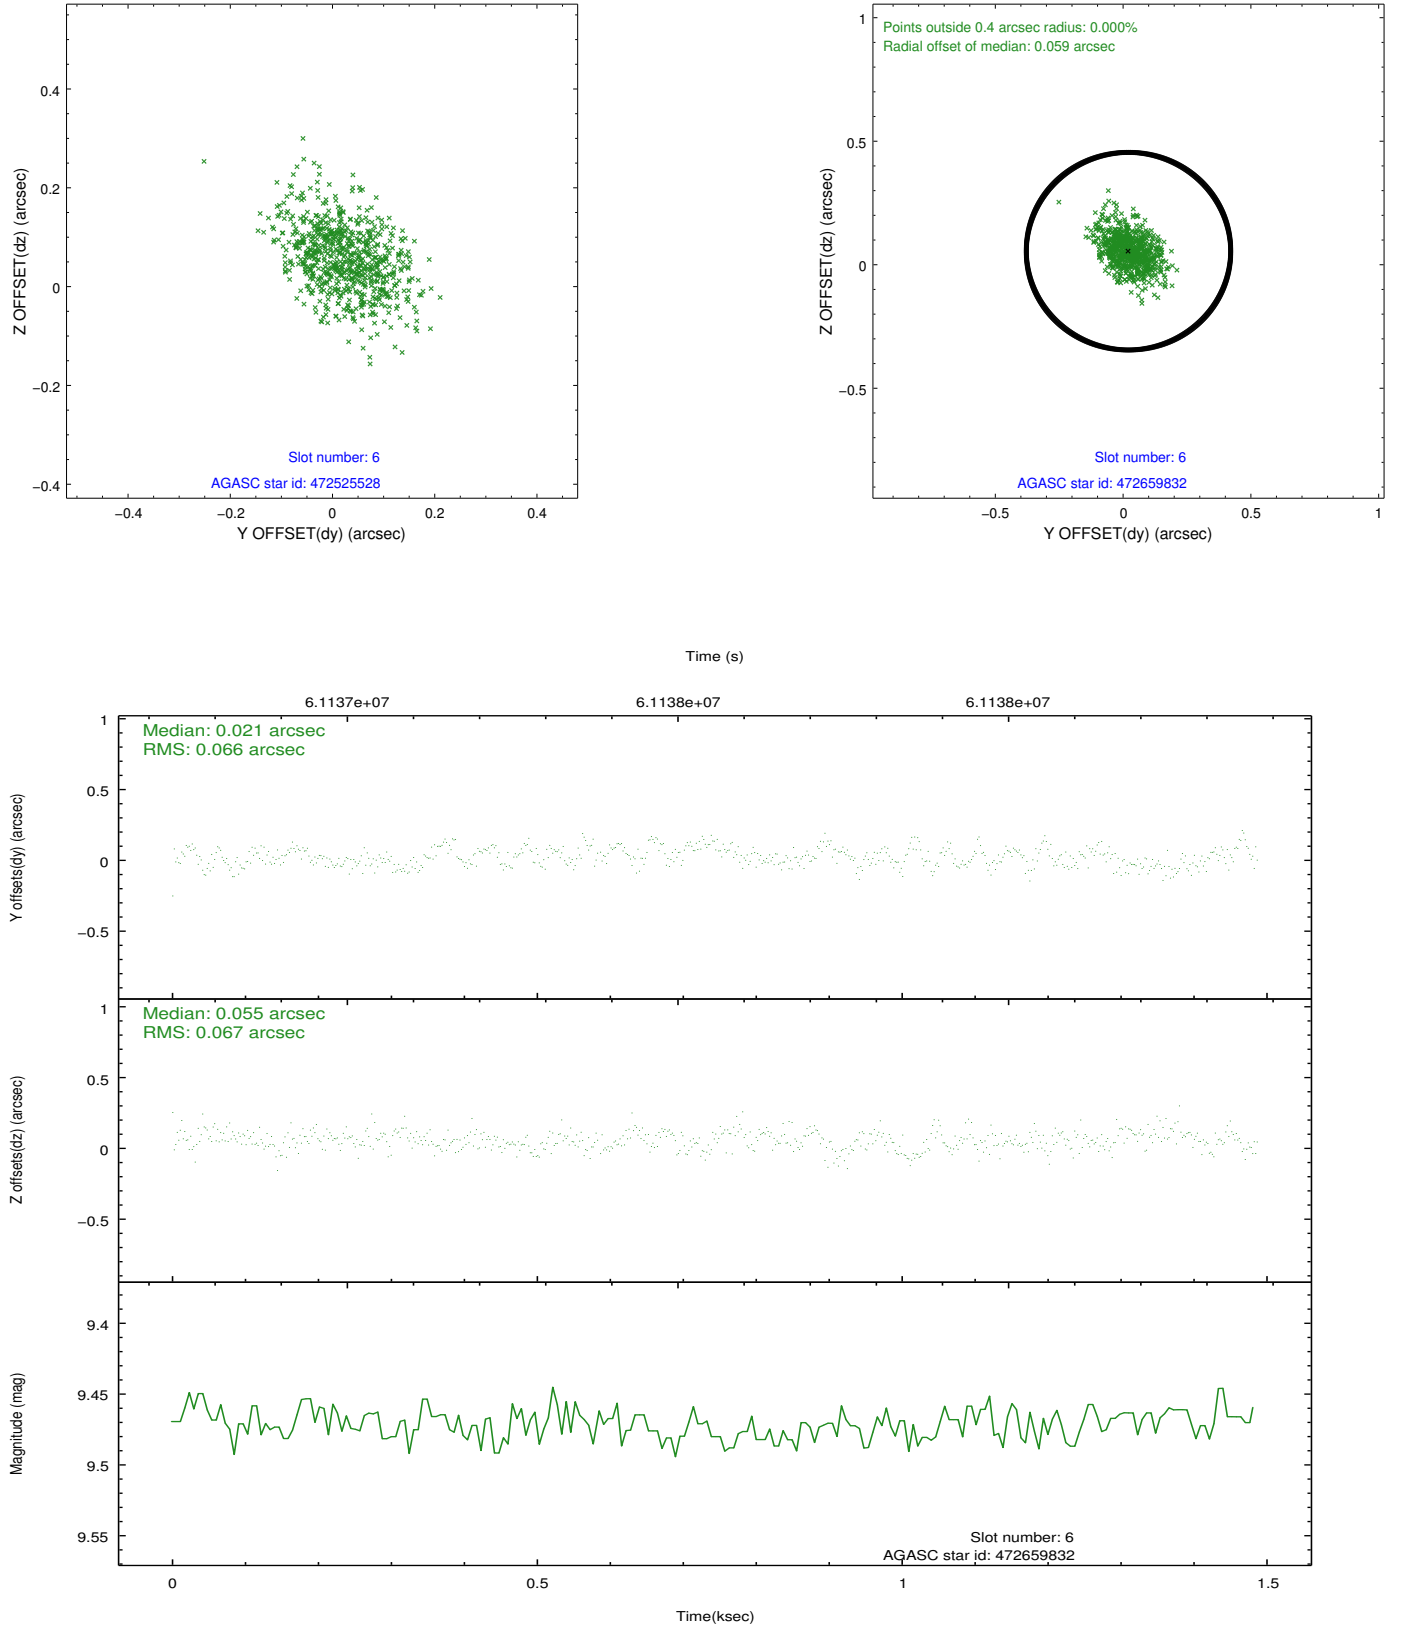 0.4
0.2
0
−0.2
−0.4
Z OFFSET(dz) (arcsec)
Slot number: 6
AGASC star id: 472525528
−0.4 −0.2 0 0.2 0.4
Y OFFSET(dy) (arcsec)
Points outside 0.4 arcsec radius: 0.000%
Radial offset of median: 0.059 arcsec
1
0.5
0
−0.5
Z OFFSET(dz) (arcsec)
Slot number: 6
AGASC star id: 472659832
−0.5 0 0.5 1
Y OFFSET(dy) (arcsec)
Time (s)
6.1137e+07 6.1138e+07 6.1138e+07
Median: 0.021 arcsec
RMS: 0.066 arcsec
1
0.5
0
−0.5
Y offsets(dy) (arcsec)
Median: 0.055 arcsec
RMS: 0.067 arcsec
1
0.5
0
−0.5
Z offsets(dz) (arcsec)
9.4
9.45
9.5
9.55
Magnitude (mag)
Slot number: 6
AGASC star id: 472659832
0 0.5 1 1.5
Time(ksec)